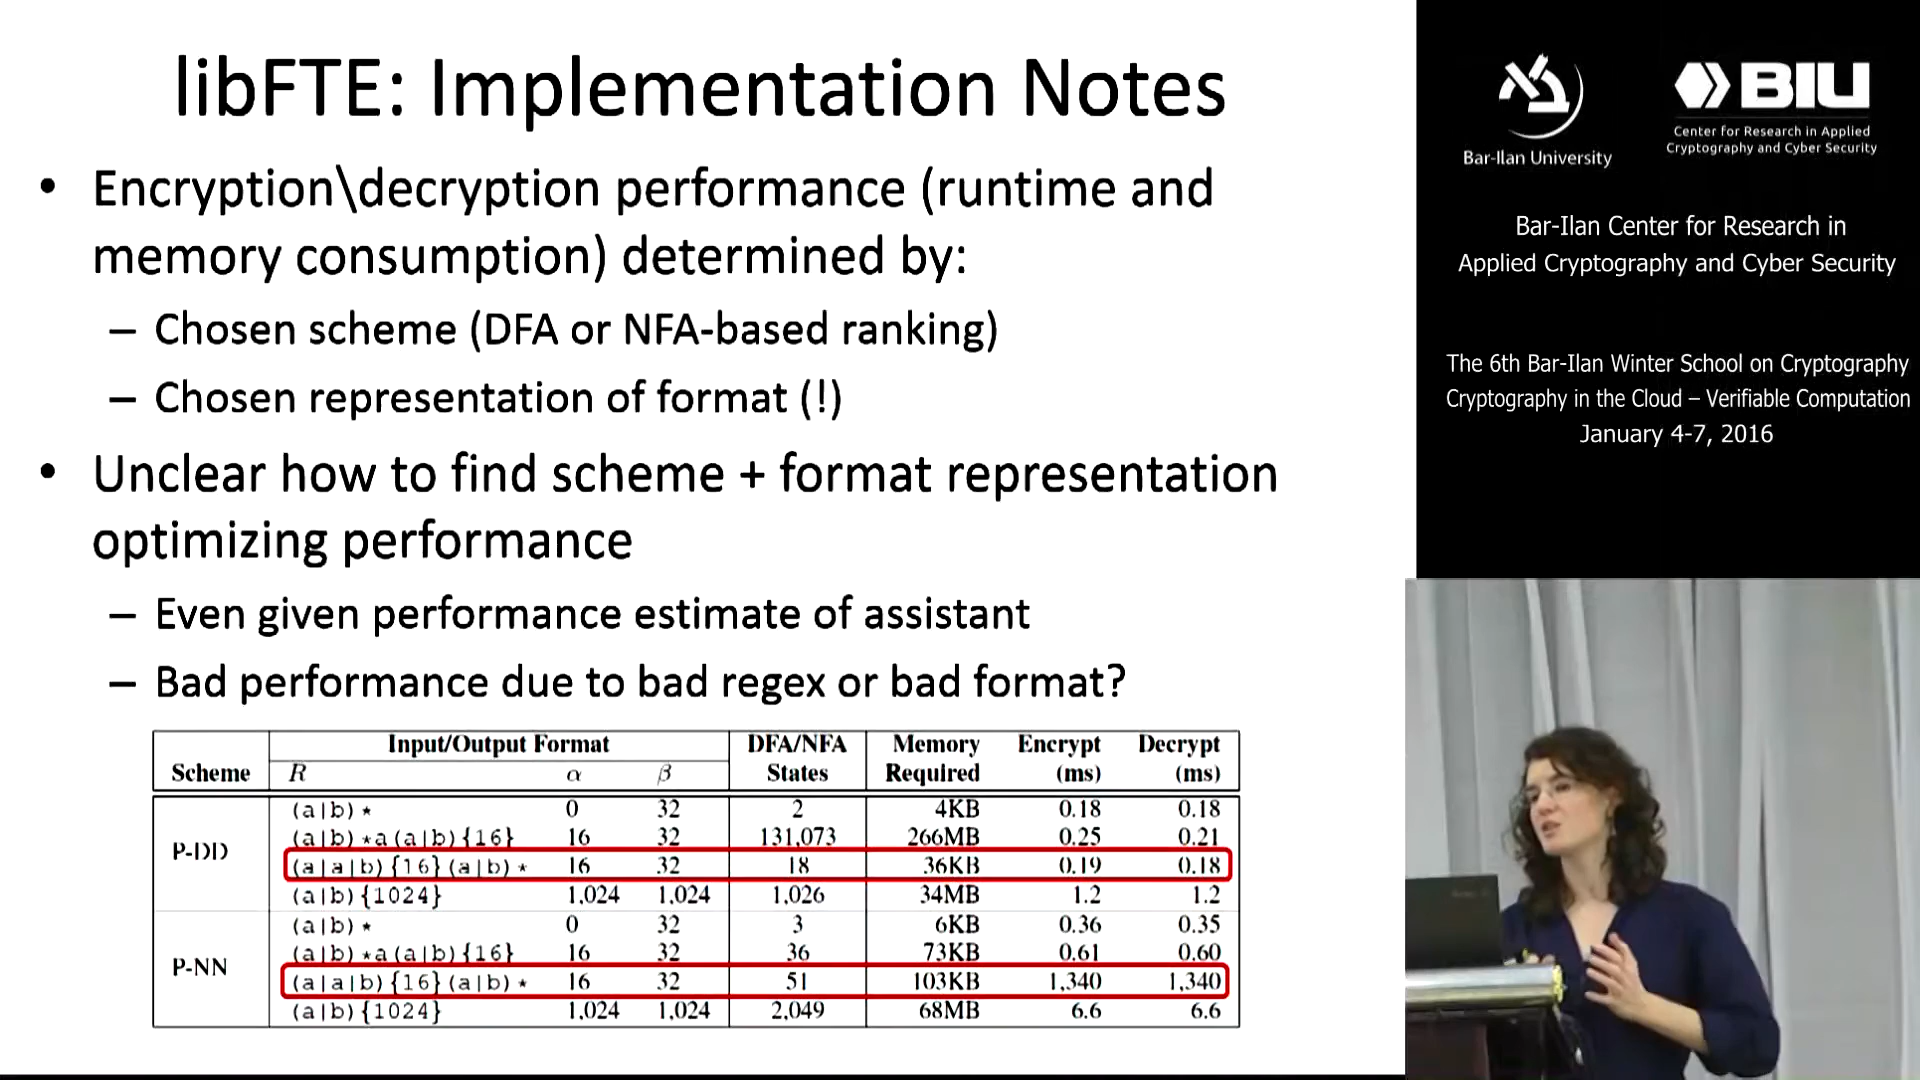 libFTE: Implementation Notes
• Encryption\decryption performance (runtime and
memory consumption) determined by:
– Chosen scheme (DFA or NFA-based ranking)
– Chosen representation of format (!)
• Unclear how to find scheme + format representation
optimizing performance
– Even given performance estimate of assistant
– Bad performance due to bad regex or bad format?
Input/Output Format DFA/NFA Memory Encrypt Decrypt
Scheme R α β States Required (ms) (ms)
(a|b)* 0 32 2 4KB 0.18 0.18
(a|b)*a(a|b){16} 16 32 131,073 266MB 0.25 0.21
P-DD
(a|a|b){16}(a|b)* 16 32 18 36KB 0.19 0.18
(a|b){1024} 1,024 1,024 1,026 34MB 1.2 1.2
(a|b)* 0 32 3 6KB 0.36 0.35
(a|b)*a(a|b){16} 16 32 36 73KB 0.61 0.60
P-NN
(a|a|b){16}(a|b)* 16 32 51 103KB 1,340 1,340
(a|b){1024} 1,024 1,024 2,049 68MB 6.6 6.6
Bar-Ilan University
BIU
Center for Research in Applied
Cryptography and Cyber Security
Bar-Ilan Center for Research in
Applied Cryptography and Cyber Security
The 6th Bar-Ilan Winter School on Cryptography
Cryptography in the Cloud – Verifiable Computation
January 4-7, 2016